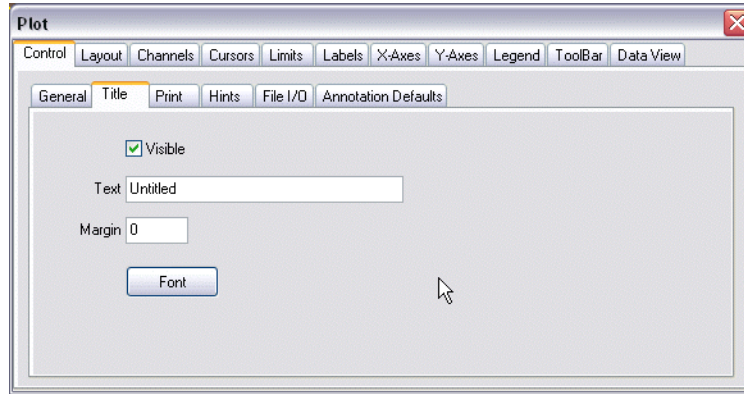 Plot
Control Layout Channels Cursors Limits Labels X-Axes Y-Axes Legend ToolBar Data View
General Title Print Hints File I/O Annotation Defaults
Visible
Text Untitled
Margin 0
Font